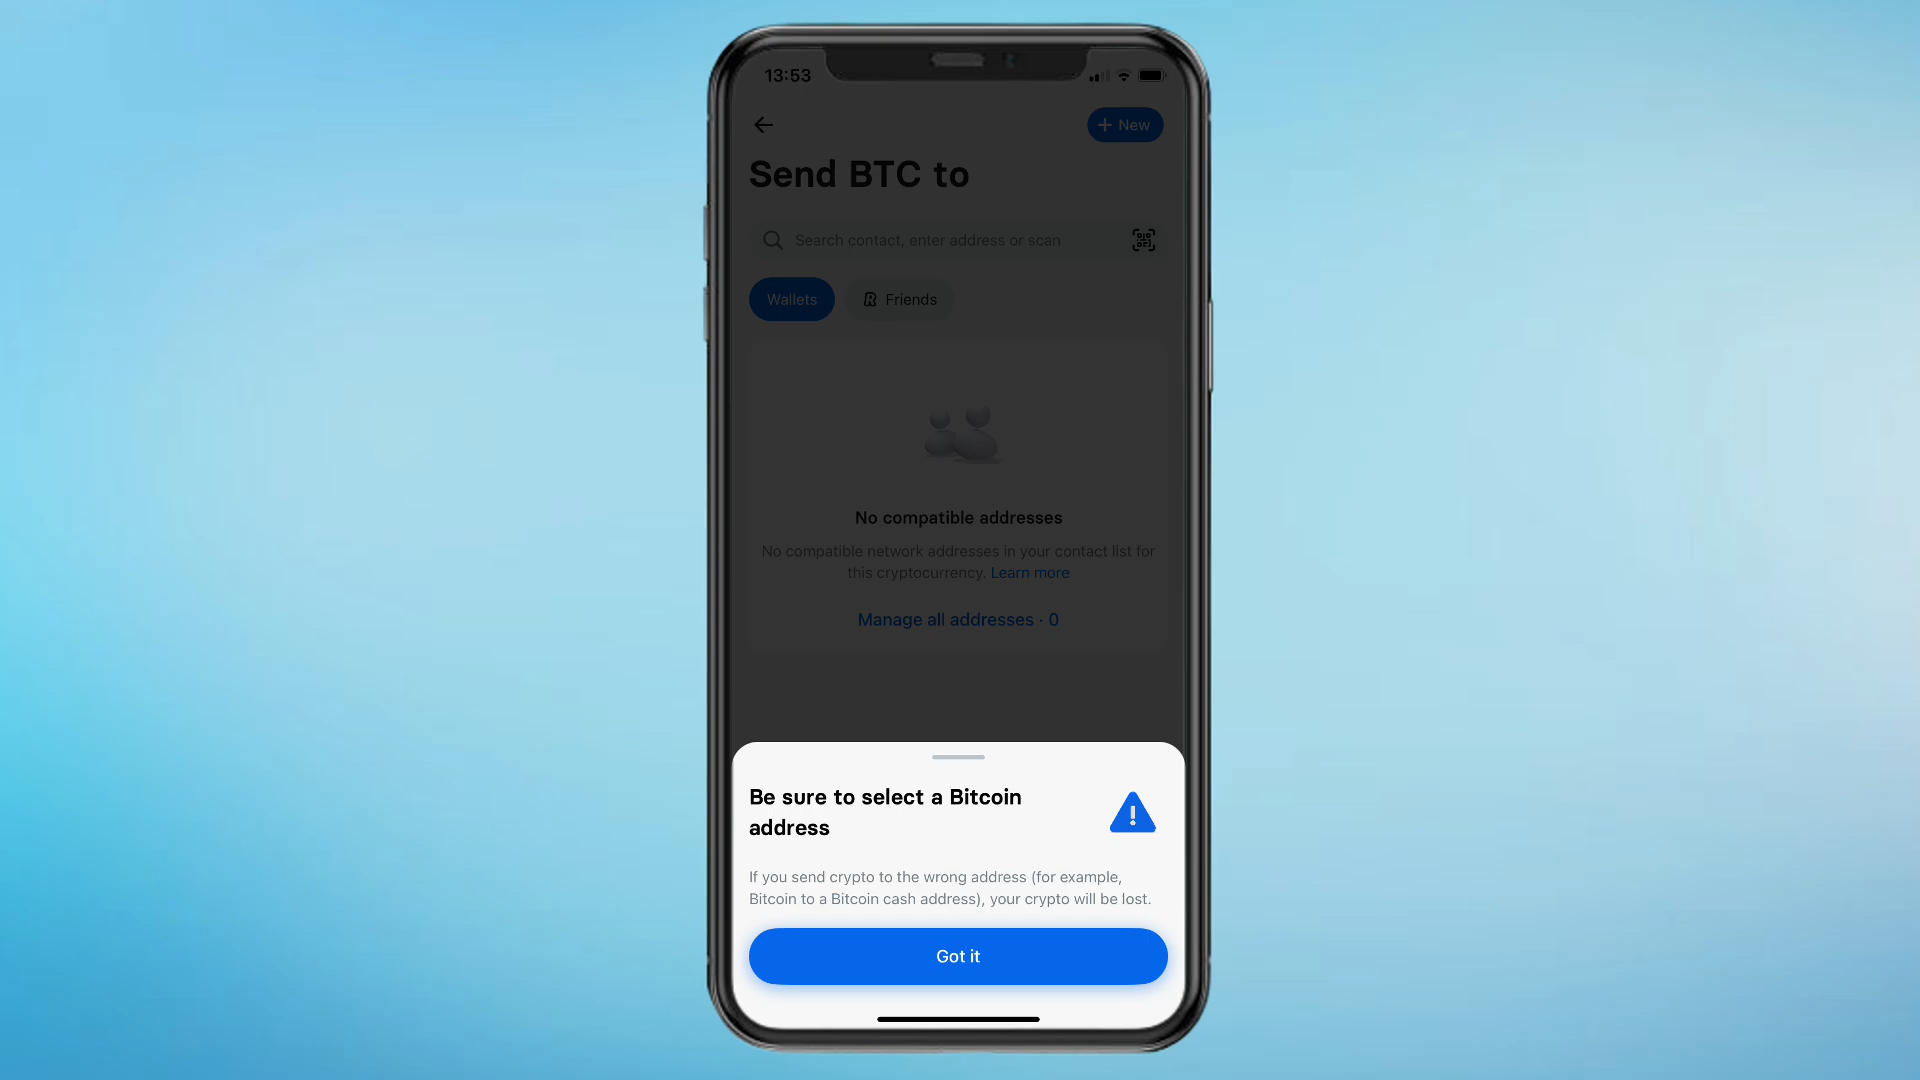 13:53
+ New
Send BTC to
Search contact, enter address or scan
Wallets
Friends
No compatible addresses
No compatible network addresses in your contact list for
this cryptocurrency. Learn more
Manage all addresses · 0
Be sure to select a Bitcoin
address
If you send crypto to the wrong address (for example,
Bitcoin to a Bitcoin cash address), your crypto will be lost.
Got it